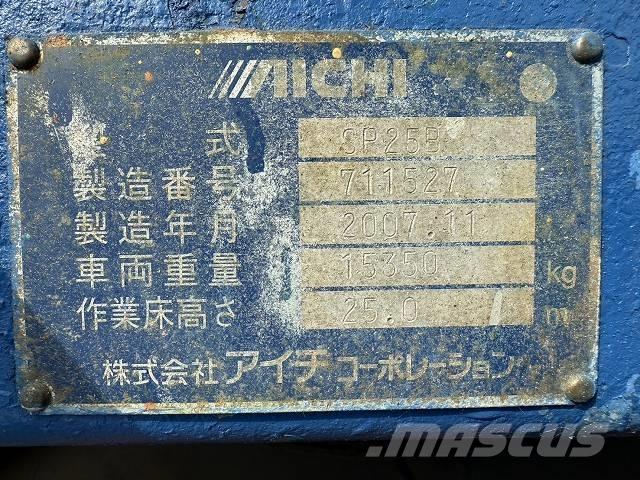 AICHI
式 SP25B
製造番号 711527
製造年月 2007.11
車両重量 15350 kg
作業床高さ 25.0 m
株式会社アイチコーポレーション
MASCUS